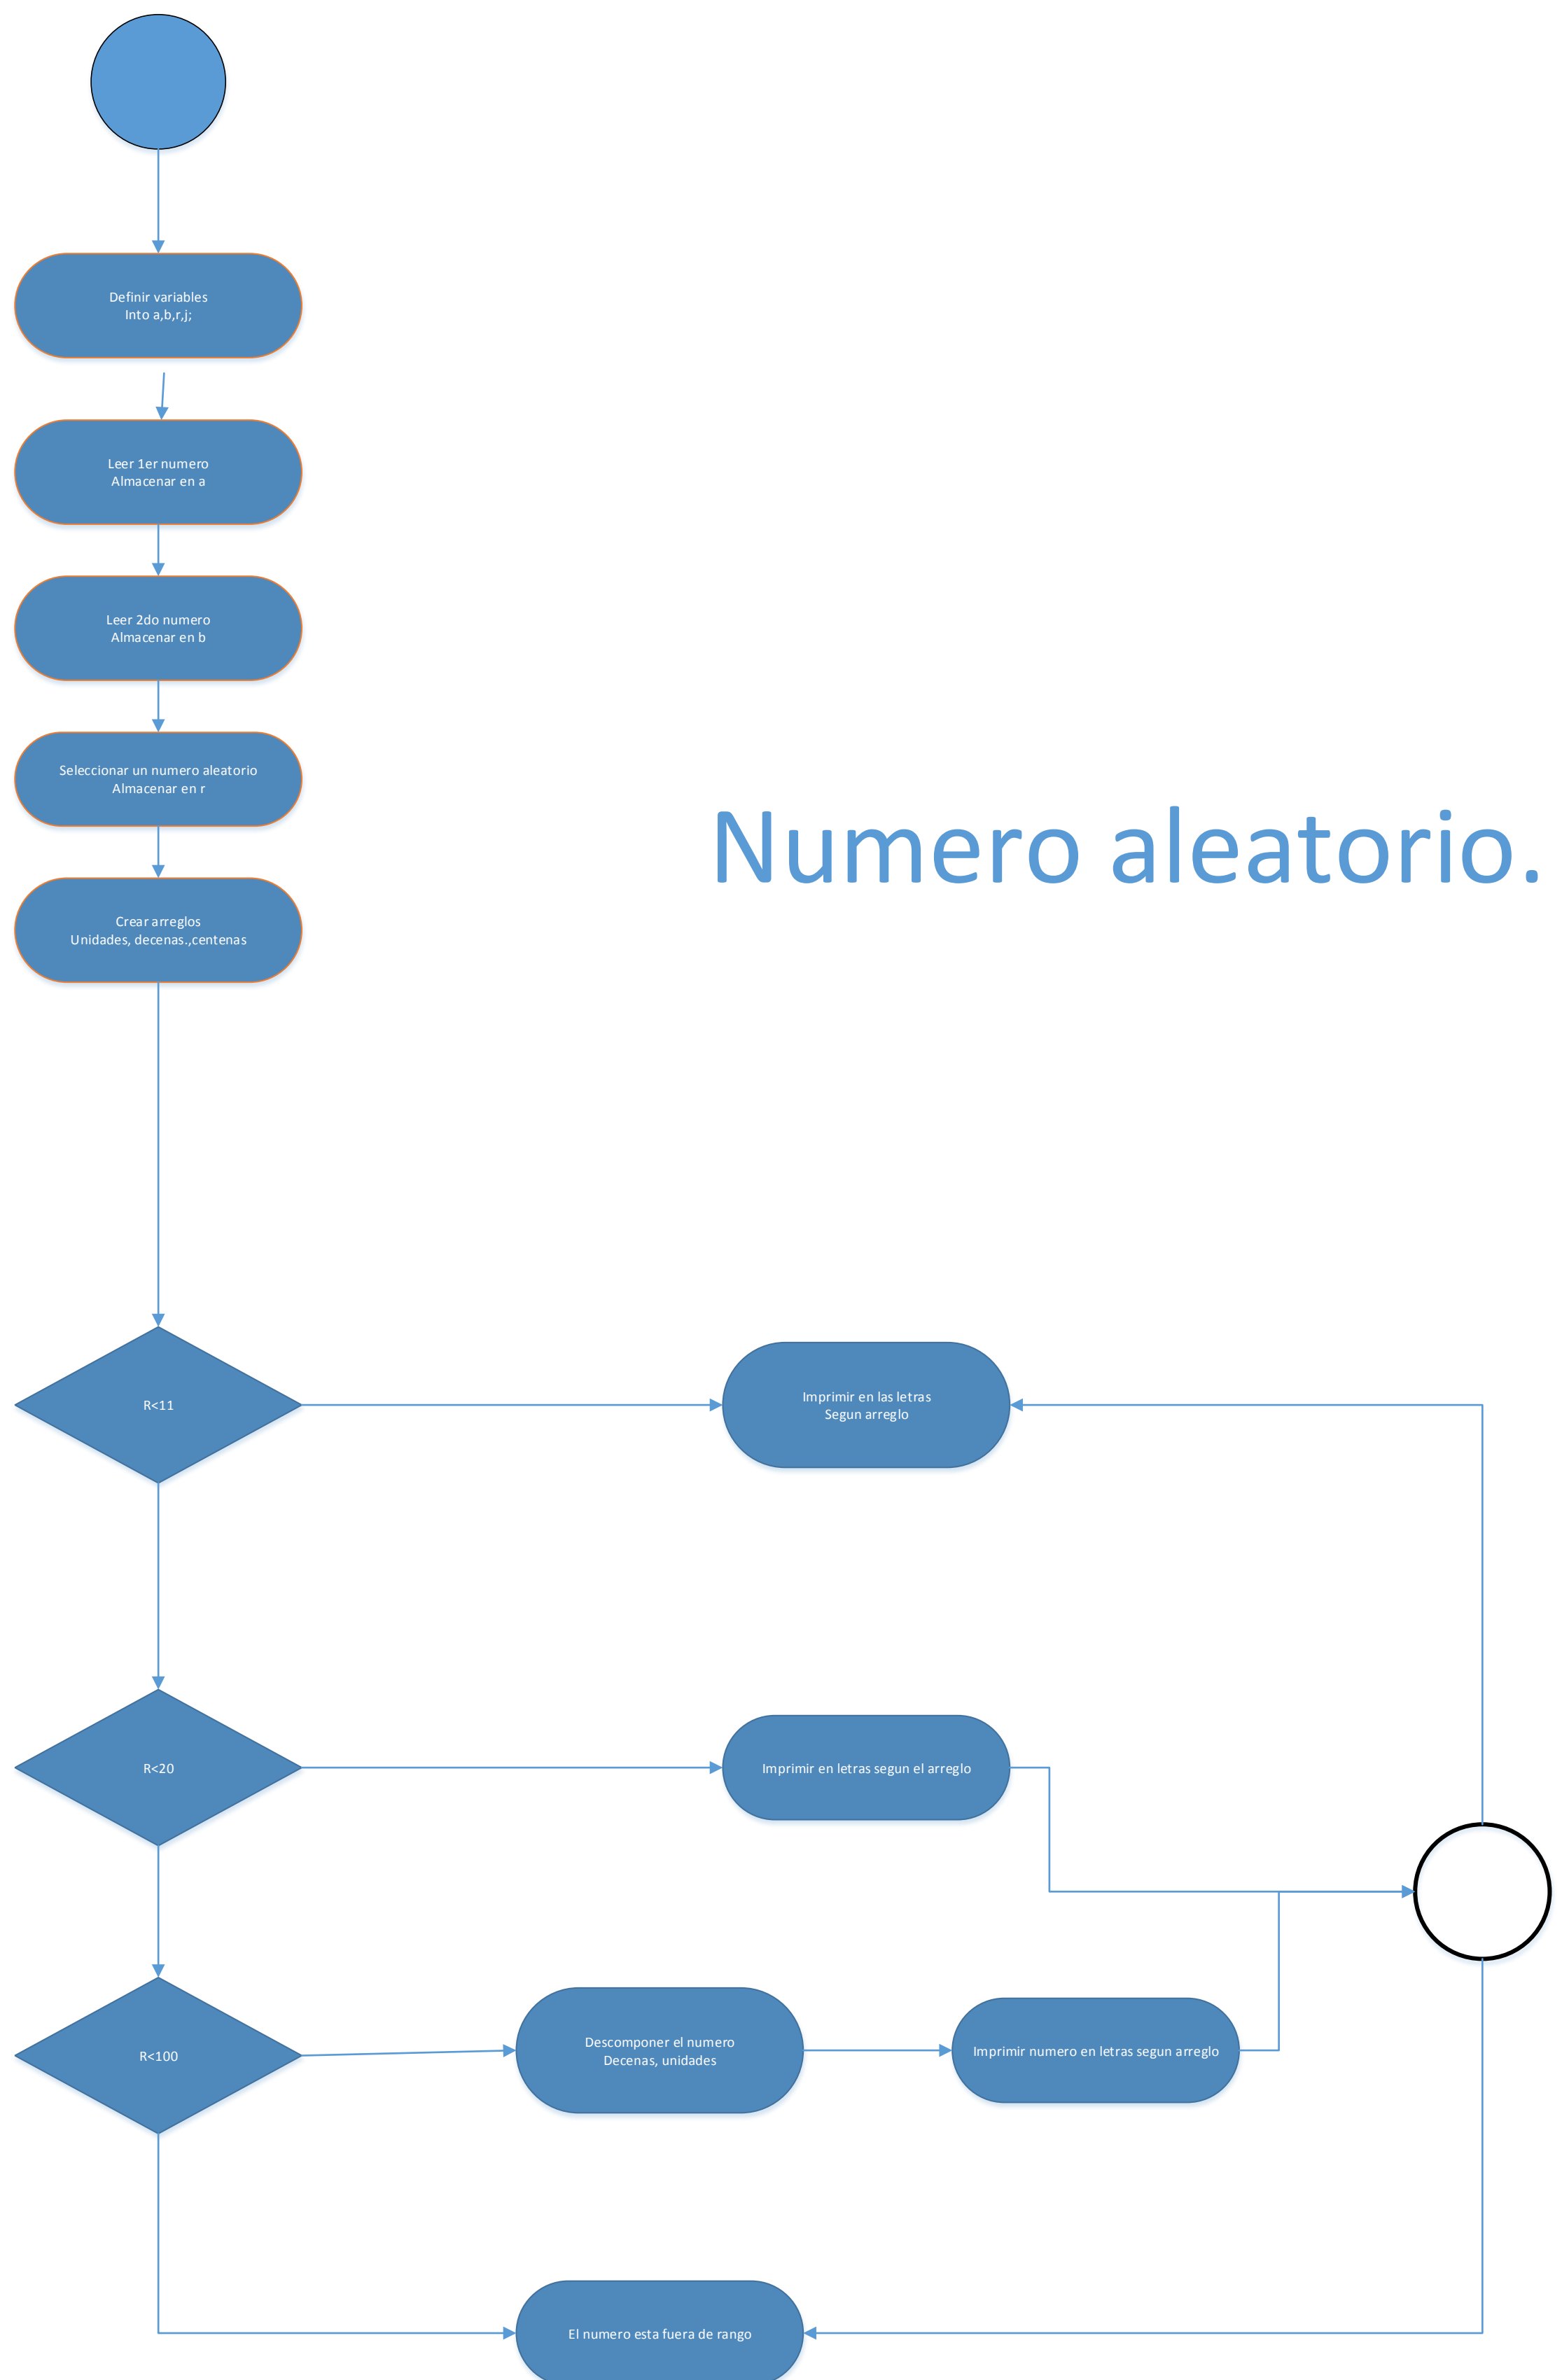 Definir variables
Into a,b,r,j;
Leer 1er numero
Almacenar en a
Leer 2do numero
Almacenar en b
Seleccionar un numero aleatorio
Almacenar en r
Numero aleatorio.
Crear arreglos
Unidades, decenas.,centenas
R<11
Imprimir en las letras
Segun arreglo
R<20
Imprimir en letras segun el arreglo
R<100
Descomponer el numero
Decenas, unidades
Imprimir numero en letras segun arreglo
El numero esta fuera de rango